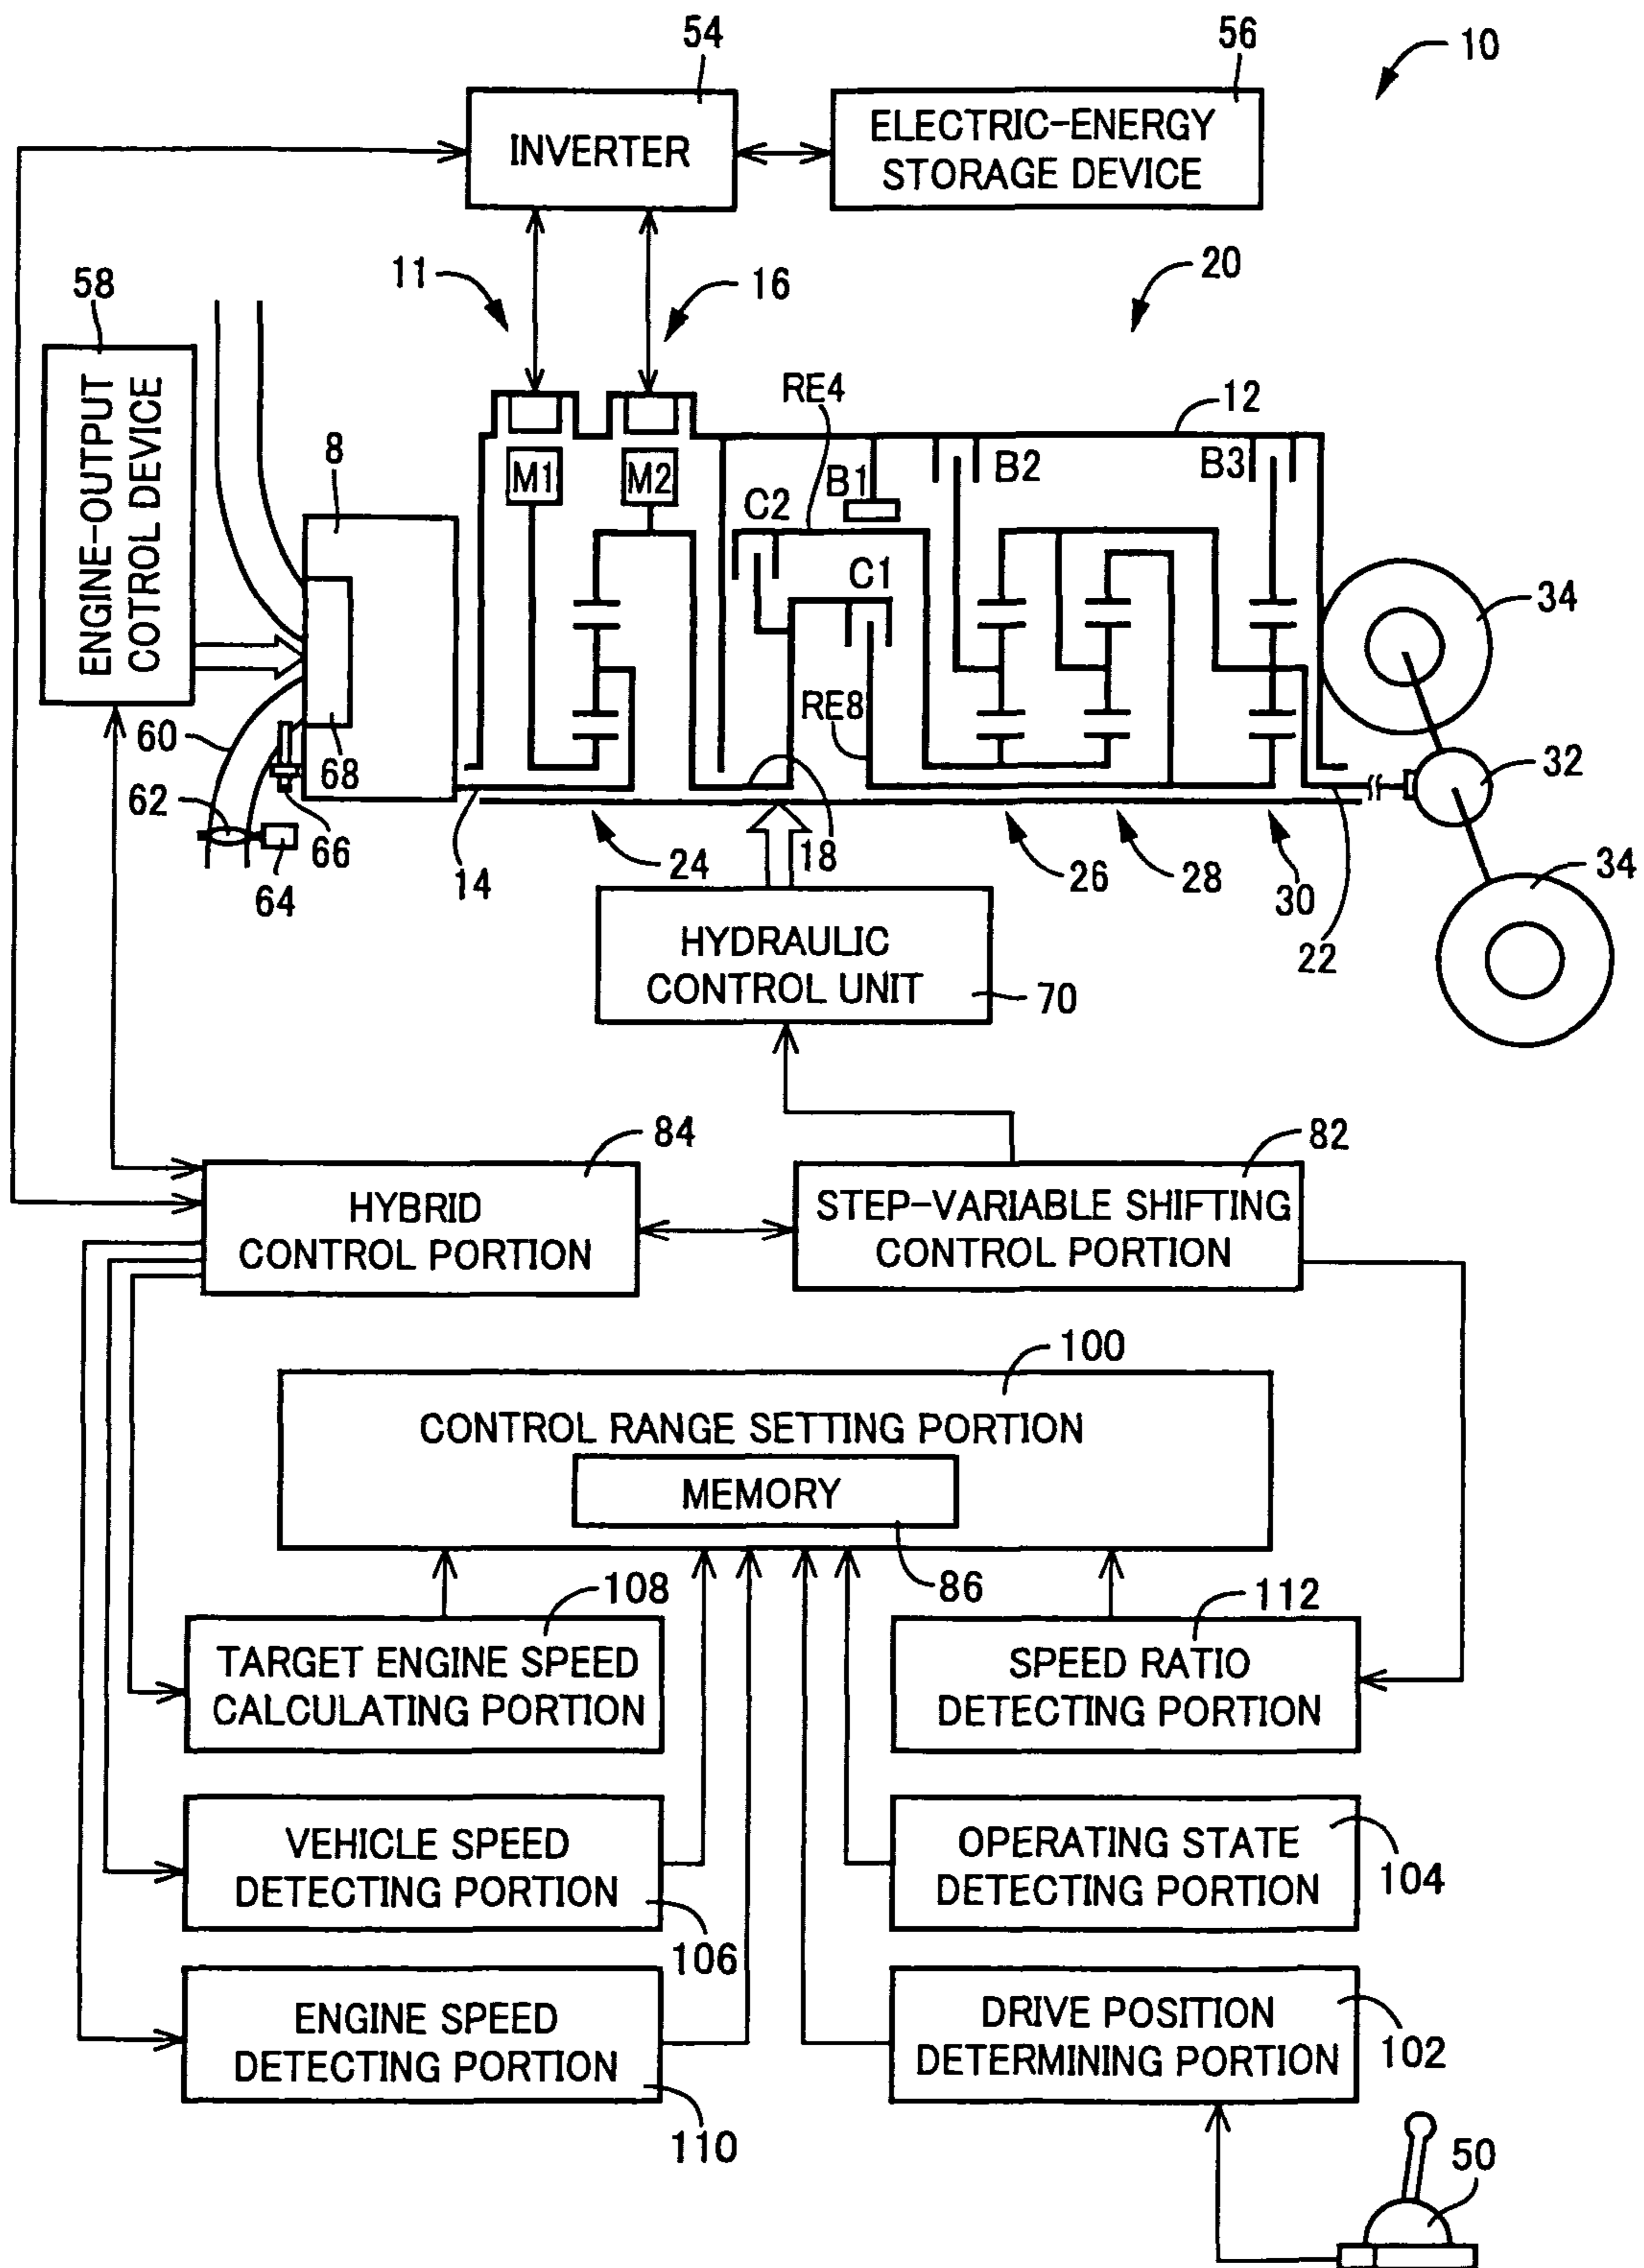 54
56
10
INVERTER
ELECTRIC-ENERGY
STORAGE DEVICE
11
16
20
58
ENGINE-OUTPUT
COTROL DEVICE
8
RE4
12
M1
M2
C2
B1
B2
B3
C1
34
RE8
60
68
32
62
66
64
14
24
18
26
28
30
22
34
HYDRAULIC
CONTROL UNIT
70
84
82
HYBRID
CONTROL PORTION
STEP-VARIABLE SHIFTING
CONTROL PORTION
100
CONTROL RANGE SETTING PORTION
MEMORY
86
108
112
TARGET ENGINE SPEED
CALCULATING PORTION
SPEED RATIO
DETECTING PORTION
VEHICLE SPEED
DETECTING PORTION
106
OPERATING STATE
DETECTING PORTION
104
ENGINE SPEED
DETECTING PORTION
110
DRIVE POSITION
DETERMINING PORTION
102
50